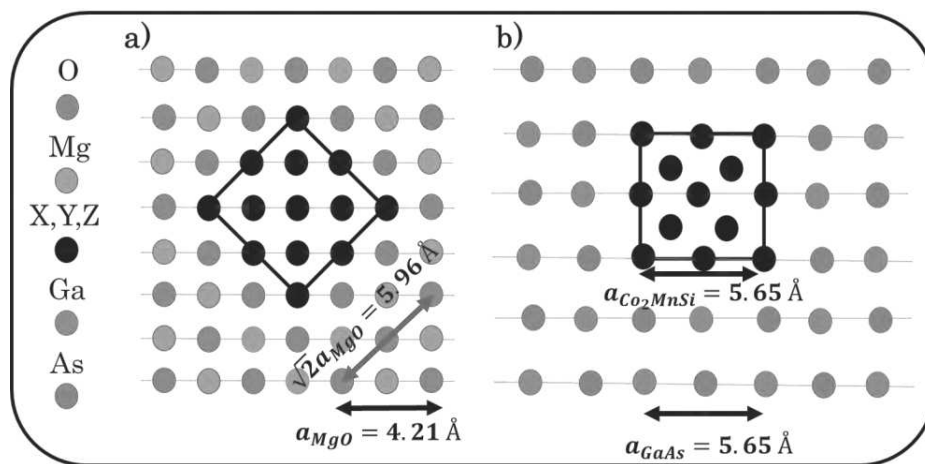 a)
b)
O
Mg
X,Y,Z
Ga
As
√2a_MgO = 5.96 Å
a_MgO = 4.21 Å
a_Co₂MnSi = 5.65 Å
a_GaAs = 5.65 Å